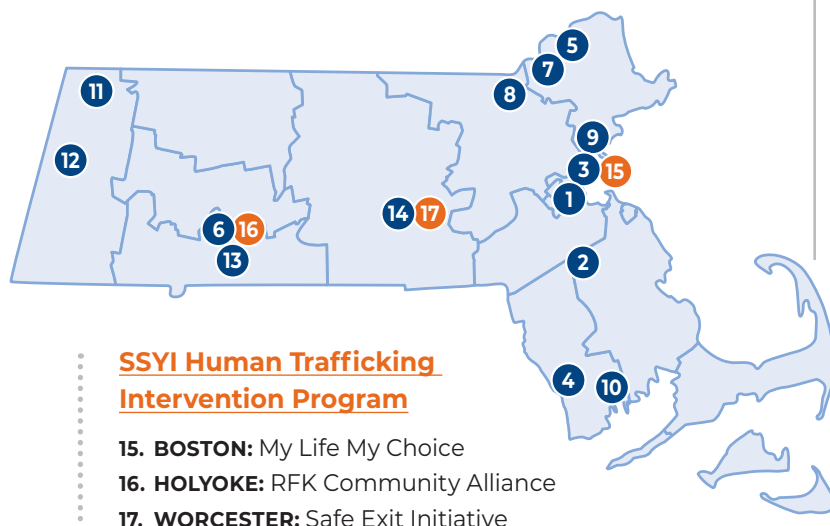 5
7
11
8
9
12
3 15
1
14 17
6 16
13
2
4
10
SSYI Human Trafficking
Intervention Program
15. BOSTON: My Life My Choice
16. HOLYOKE: RFK Community Alliance
17. WORCESTER: Safe Exit Initiative